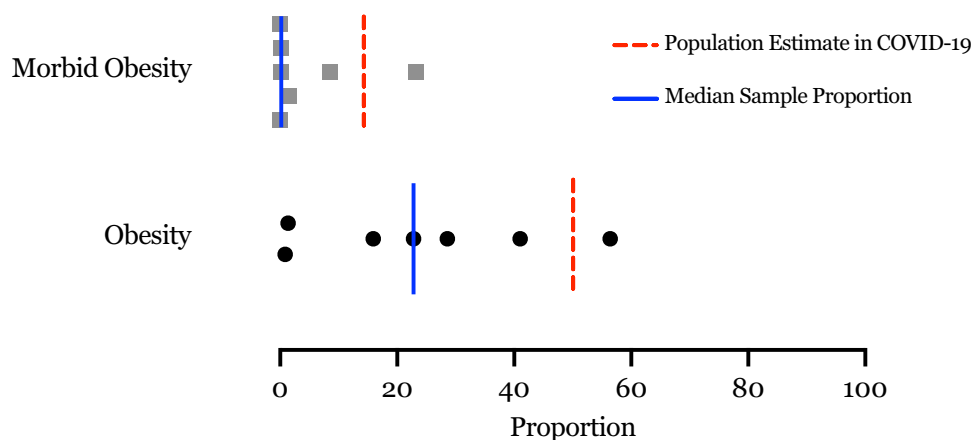 Morbid Obesity
Population Estimate in COVID-19
Median Sample Proportion
Obesity
0 20 40 60 80 100
Proportion